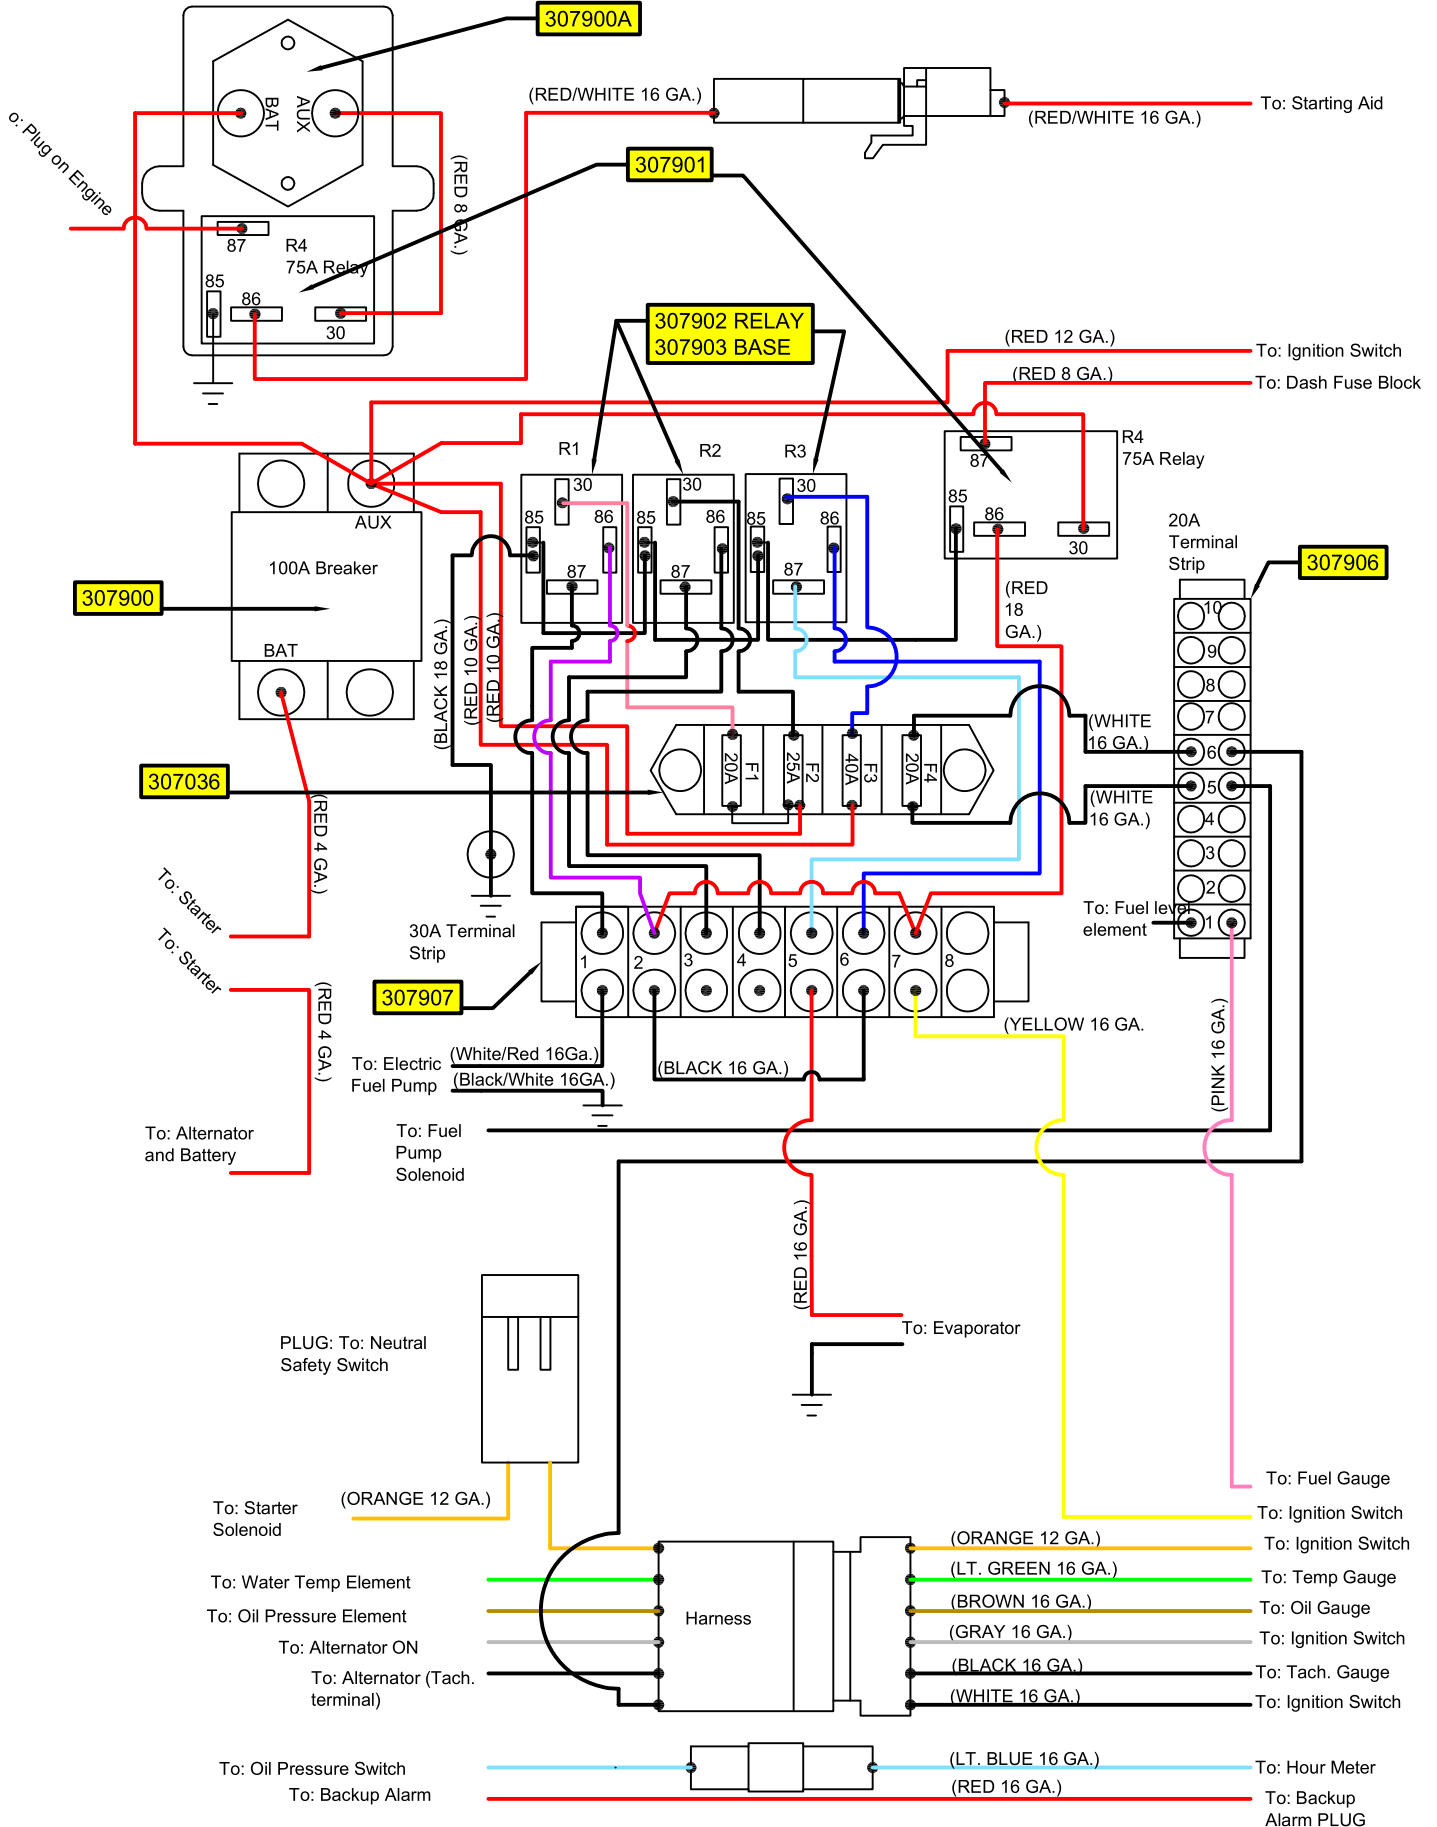 307900A
(RED/WHITE 16 GA.)
To: Starting Aid
(RED/WHITE 16 GA.)
BAT
AUX
o: Plug on Engine
307901
(RED 8 GA.)
87
R4
75A Relay
85
86
30
307902 RELAY
307903 BASE
(RED 12 GA.)
To: Ignition Switch
(RED 8 GA.)
To: Dash Fuse Block
R1
R2
R3
R4
75A Relay
87
30
30
30
85
86
85
86
85
86
87
87
87
85
86
30
AUX
100A Breaker
BAT
307900
20A
Terminal
Strip
307906
(RED
18
GA.)
10
9
8
7
6
5
4
3
2
1
(BLACK 18 GA.)
(RED 10 GA.)
(RED 10 GA.)
(WHITE
16 GA.)
(WHITE
16 GA.)
307036
20A
F1
25A
F2
40A
F3
20A
F4
(RED 4 GA.)
To: Starter
To: Starter
(RED 4 GA.)
To: Fuel level
element
30A Terminal
Strip
1
2
3
4
5
6
7
8
307907
(YELLOW 16 GA.
(PINK 16 GA.)
To: Electric
Fuel Pump
(White/Red 16Ga.)
(Black/White 16GA.)
(BLACK 16 GA.)
To: Alternator
and Battery
To: Fuel
Pump
Solenoid
(RED 16 GA.)
To: Evaporator
PLUG: To: Neutral
Safety Switch
To: Fuel Gauge
(ORANGE 12 GA.)
To: Starter
Solenoid
To: Ignition Switch
(ORANGE 12 GA.)
To: Ignition Switch
To: Water Temp Element
(LT. GREEN 16 GA.)
To: Temp Gauge
To: Oil Pressure Element
Harness
(BROWN 16 GA.)
To: Oil Gauge
To: Alternator ON
(GRAY 16 GA.)
To: Ignition Switch
To: Alternator (Tach.
terminal)
(BLACK 16 GA.)
To: Tach. Gauge
(WHITE 16 GA.)
To: Ignition Switch
To: Oil Pressure Switch
(LT. BLUE 16 GA.)
To: Hour Meter
To: Backup Alarm
(RED 16 GA.)
To: Backup
Alarm PLUG